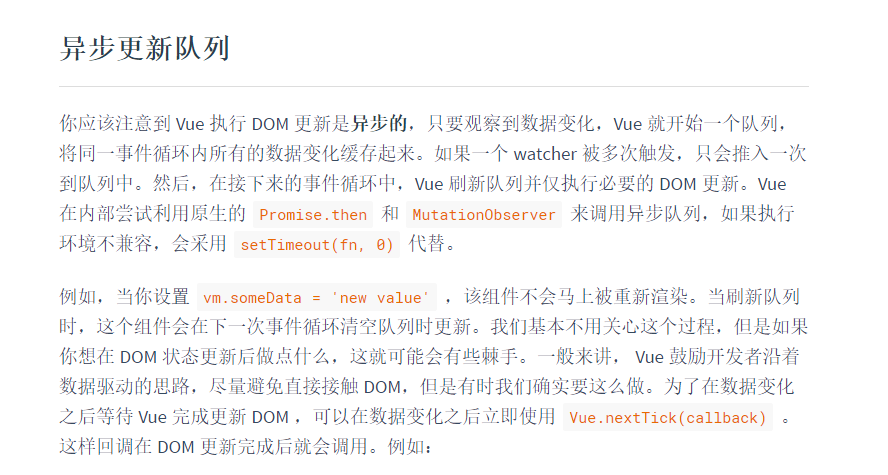 异步更新队列
你应该注意到 Vue 执行 DOM 更新是异步的，只要观察到数据变化，Vue 就开始一个队列，
将同一事件循环内所有的数据变化缓存起来。如果一个 watcher 被多次触发，只会推入一次
到队列中。然后，在接下来的事件循环中，Vue 刷新队列并仅执行必要的 DOM 更新。Vue
在内部尝试利用原生的 Promise.then 和 MutationObserver 来调用异步队列，如果执行
环境不兼容，会采用 setTimeout(fn, 0) 代替。
例如，当你设置 vm.someData = 'new value' ，该组件不会马上被重新渲染。当刷新队列
时，这个组件会在下一次事件循环清空队列时更新。我们基本不用关心这个过程，但是如果
你想在 DOM 状态更新后做点什么，这就可能会有些棘手。一般来讲， Vue 鼓励开发者沿着
数据驱动的思路，尽量避免直接接触 DOM，但是有时我们确实要这么做。为了在数据变化
之后等待 Vue 完成更新 DOM ，可以在数据变化之后立即使用 Vue.nextTick(callback) 。
这样回调在 DOM 更新完成后就会调用。例如：